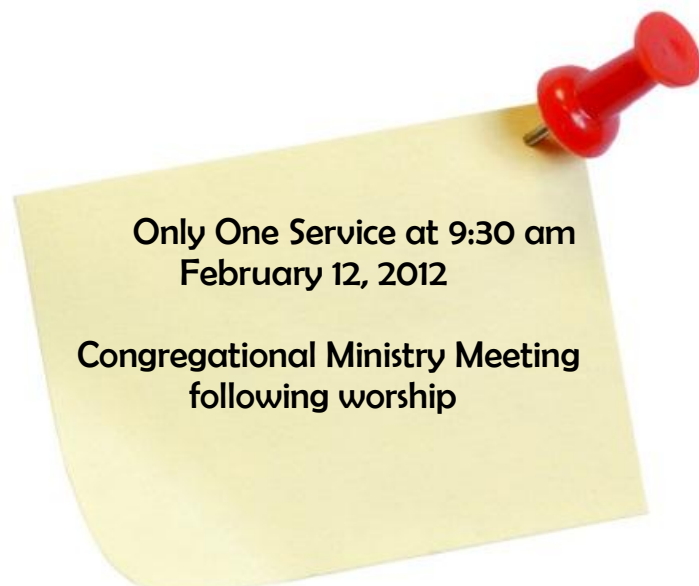 Only One Service at 9:30 am
February 12, 2012
Congregational Ministry Meeting
following worship